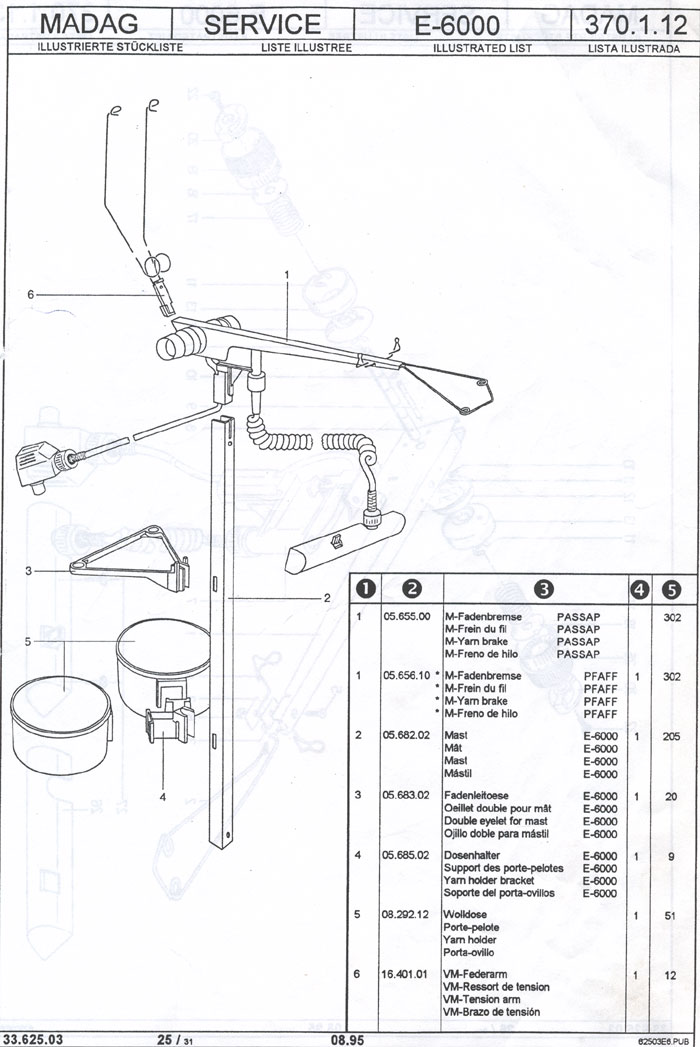 MADAG SERVICE E-6000 370.1.12
ILLUSTRIERTE STÜCKLISTE LISTE ILLUSTREE ILLUSTRATED LIST LISTA ILUSTRADA
1
6
2
3
5
4
1 2 3 4 5
1 05.655.00 M-Fadenbremse PASSAP 302
M-Frein du fil PASSAP
M-Yarn brake PASSAP
M-Freno de hilo PASSAP
1 05.656.10 * M-Fadenbremse PFAFF 1 302
* M-Frein du fil PFAFF
* M-Yarn brake PFAFF
* M-Freno de hilo PFAFF
2 05.682.02 Mast E-6000 1 205
Mât E-6000
Mast E-6000
Mástil E-6000
3 05.683.02 Fadenleitoese E-6000 1 20
Oeillet double pour mât E-6000
Double eyelet for mast E-6000
Ojillo doble para mástil E-6000
4 05.685.02 Dosenhalter E-6000 1 9
Support des porte-pelotes E-6000
Yarn holder bracket E-6000
Soporte del porta-ovillos E-6000
5 08.292.12 Wolldose 1 51
Porte-pelote
Yarn holder
Porta-ovillo
6 16.401.01 VM-Federarm 1 12
VM-Ressort de tension
VM-Tension arm
VM-Brazo de tensión
33.625.03 25 / 31 08.95 62503E6.PUB